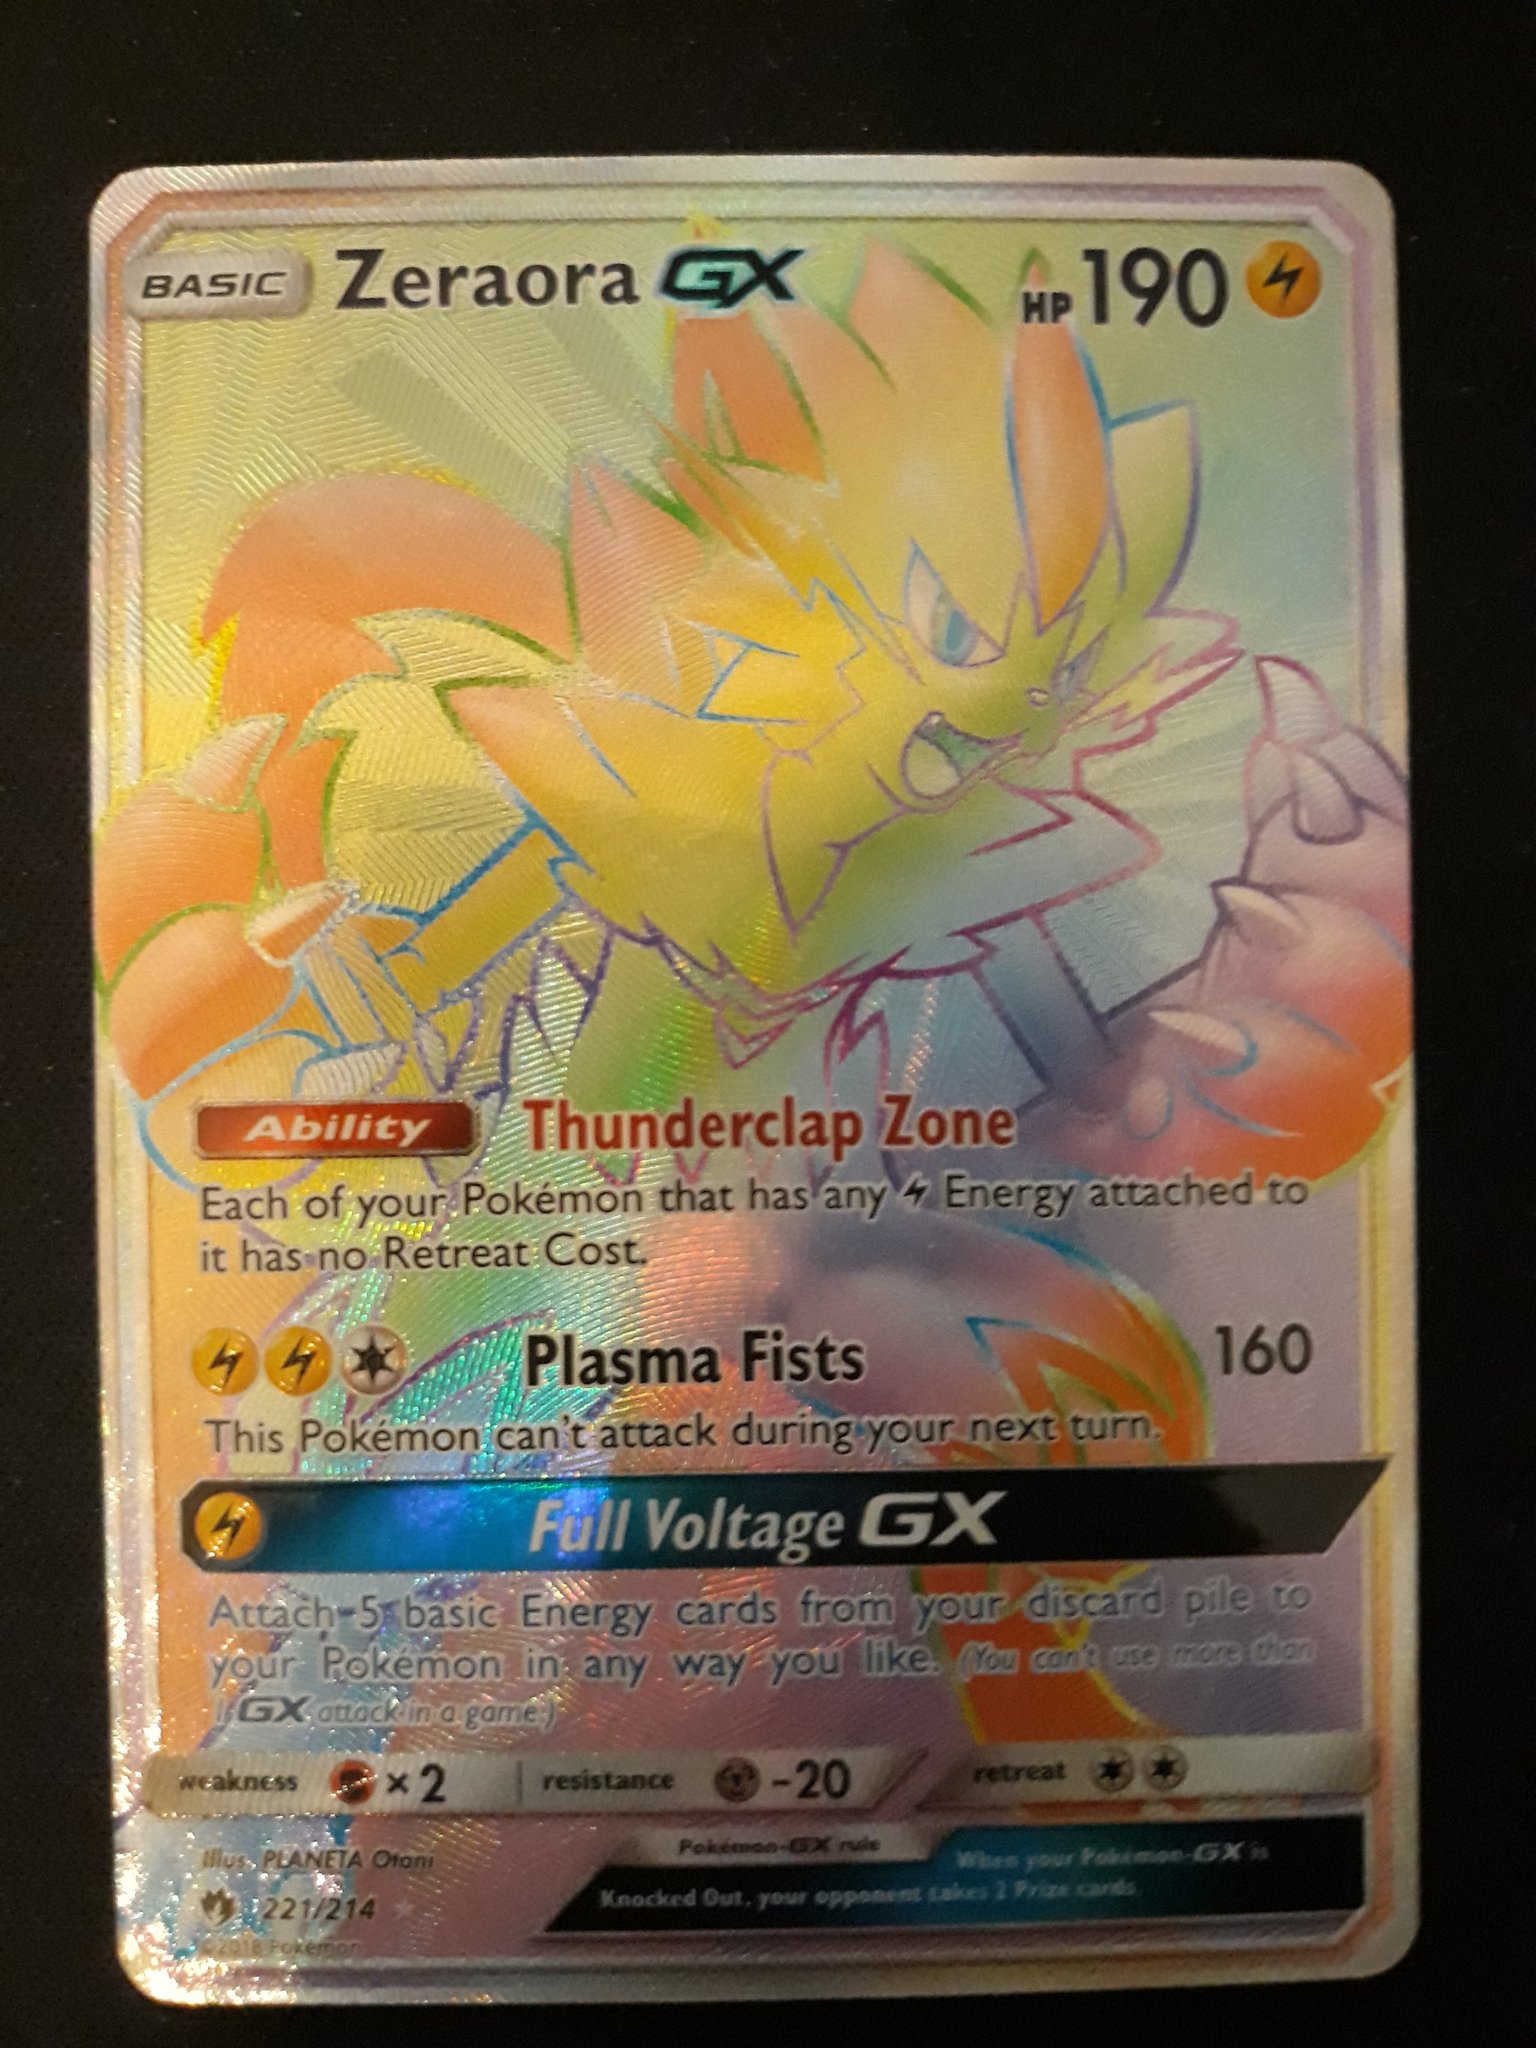 BASIC Zeraora GX HP 190
Ability Thunderclap Zone
Each of your Pokémon that has any Energy attached to
it has no Retreat Cost.
Plasma Fists 160
This Pokémon can't attack during your next turn.
Full Voltage GX
Attach 5 basic Energy cards from your discard pile to
your Pokémon in any way you like. (You can't use more than
1 GX attack in a game.)
weakness ×2 resistance -20 retreat
Illus. PLANETA Otani
Pokémon-GX rule
When your Pokémon-GX is
Knocked Out, your opponent takes 2 Prize cards.
221/214
©2018 Pokémon